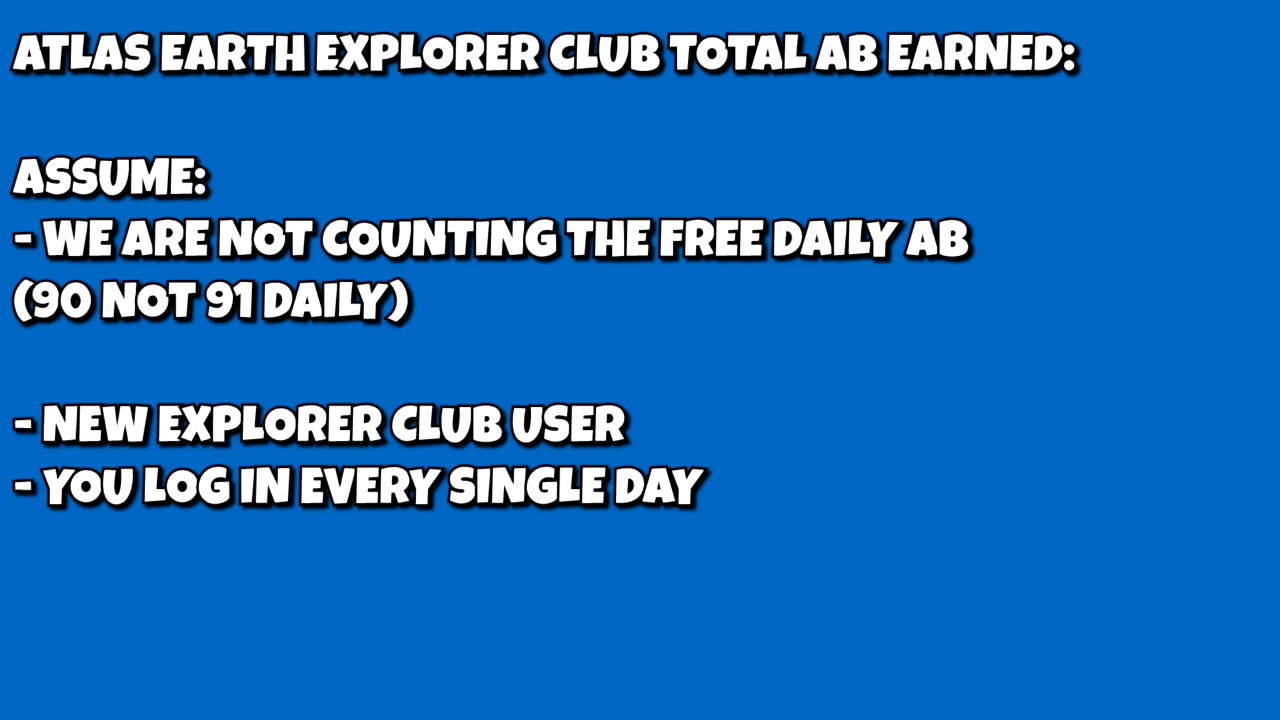 ATLAS EARTH EXPLORER CLUB TOTAL AB EARNED:
ASSUME:
- WE ARE NOT COUNTING THE FREE DAILY AB
(90 NOT 91 DAILY)
- NEW EXPLORER CLUB USER
- YOU LOG IN EVERY SINGLE DAY